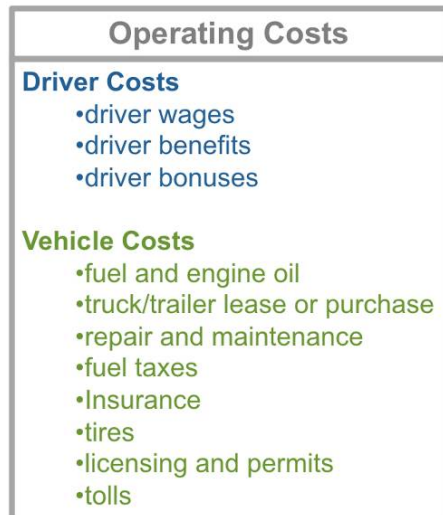 Operating Costs
Driver Costs
•driver wages
•driver benefits
•driver bonuses
Vehicle Costs
•fuel and engine oil
•truck/trailer lease or purchase
•repair and maintenance
•fuel taxes
•Insurance
•tires
•licensing and permits
•tolls